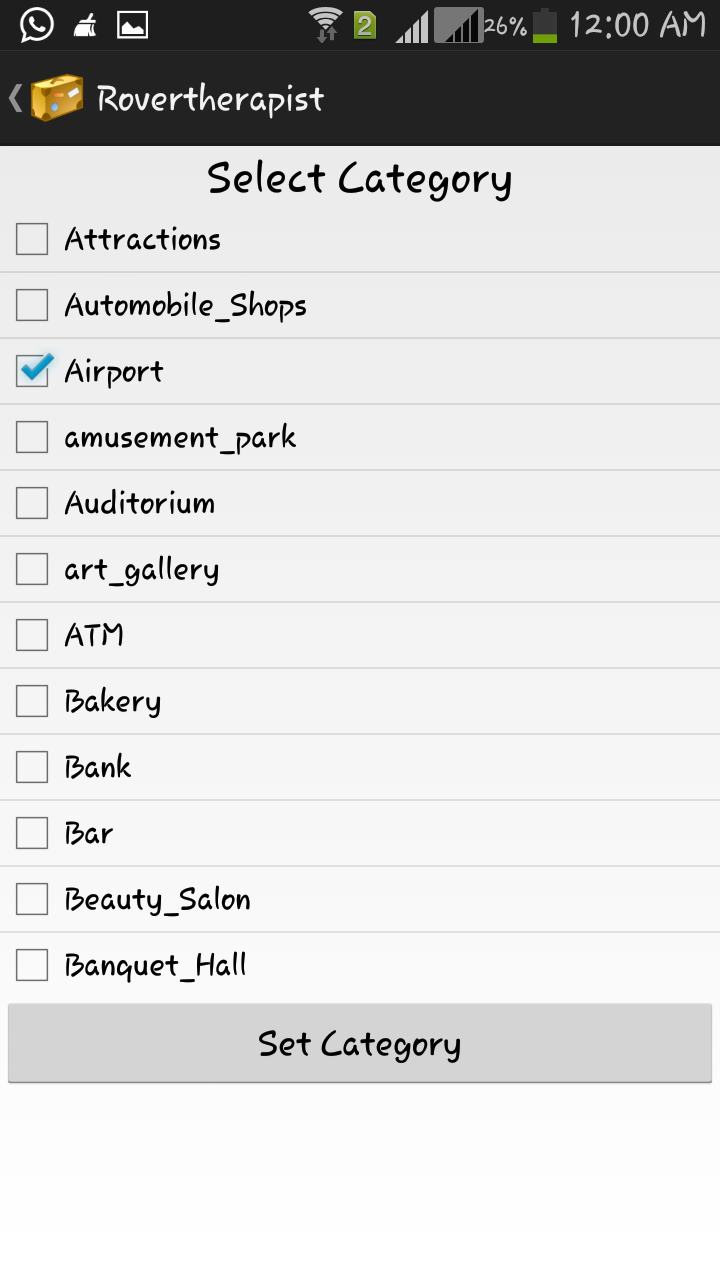 2 26% 12:00 AM
Rovertherapist
Select Category
Attractions
Automobile_Shops
Airport
amusement_park
Auditorium
art_gallery
ATM
Bakery
Bank
Bar
Beauty_Salon
Banquet_Hall
Set Category